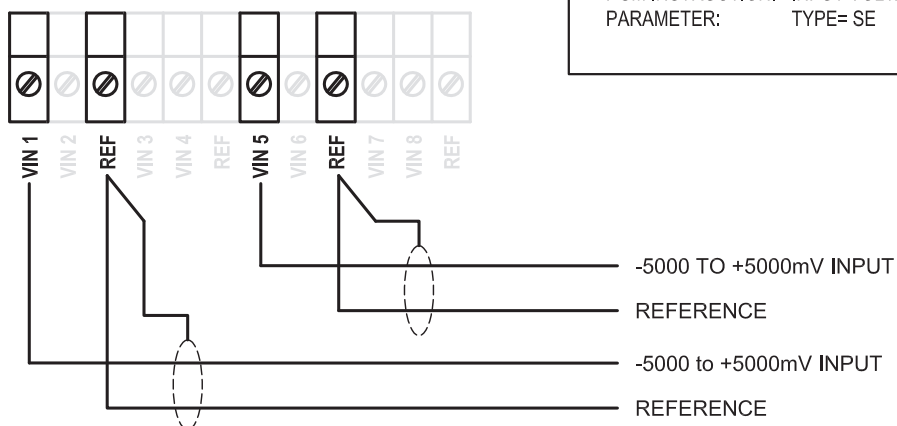 PARAMETER: TYPE= SE
VIN 1
VIN 2
REF
VIN 3
VIN 4
REF
VIN 5
VIN 6
REF
VIN 7
VIN 8
REF
-5000 TO +5000mV INPUT
REFERENCE
-5000 to +5000mV INPUT
REFERENCE